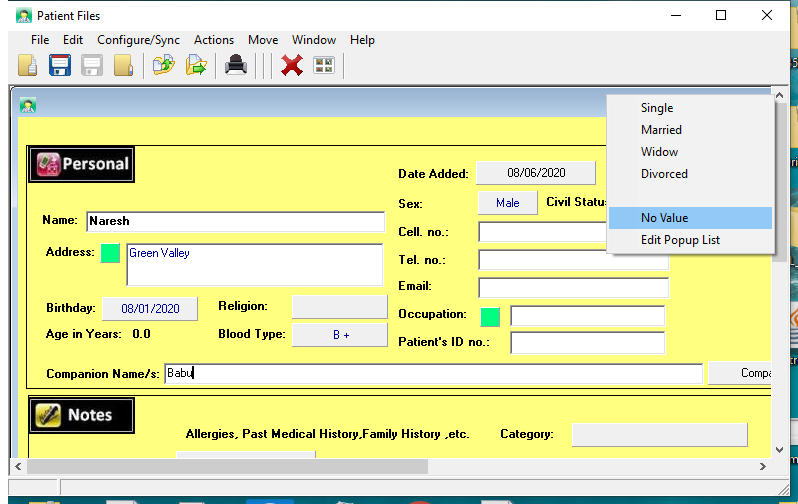 Patient Files
File Edit Configure/Sync Actions Move Window Help
Single
Married
Widow
Divorced
No Value
Edit Popup List
Personal
Date Added: 08/06/2020
Sex: Male Civil Status
Name: Naresh
Cell. no.:
Address: Green Valley
Tel. no.:
Email:
Birthday: 08/01/2020 Religion:
Occupation:
Age in Years: 0.0 Blood Type: B +
Patient's ID no.:
Companion Name/s: Babu
Compa
Notes
Allergies, Past Medical History,Family History ,etc. Category: